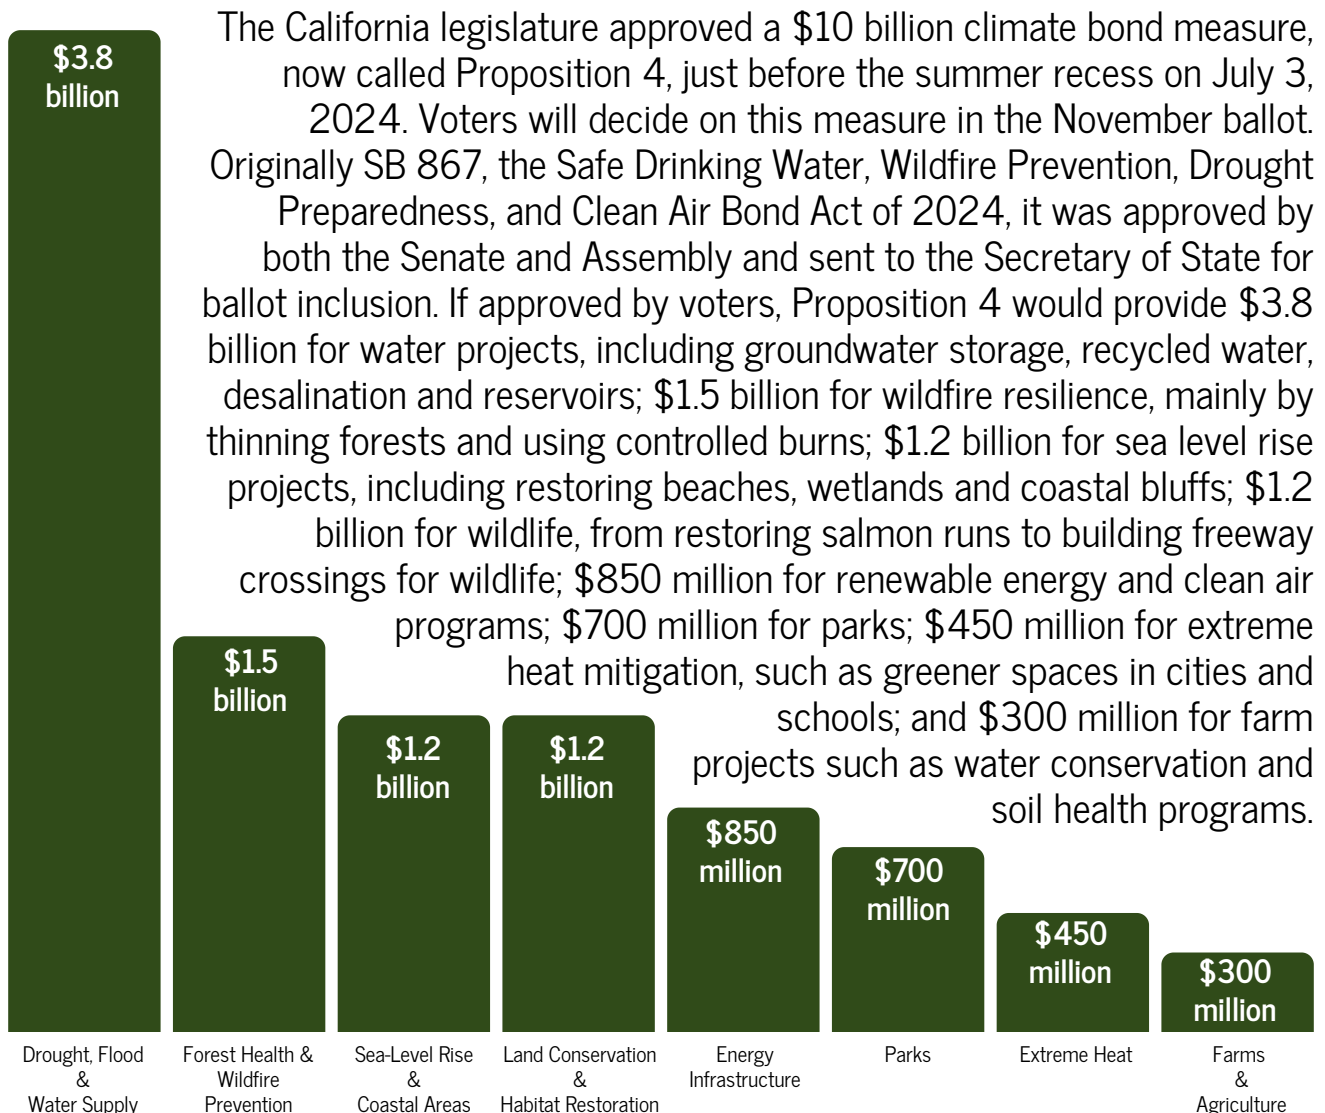 The California legislature approved a $10 billion climate bond measure,
now called Proposition 4, just before the summer recess on July 3,
2024. Voters will decide on this measure in the November ballot.
Originally SB 867, the Safe Drinking Water, Wildfire Prevention, Drought
Preparedness, and Clean Air Bond Act of 2024, it was approved by
both the Senate and Assembly and sent to the Secretary of State for
ballot inclusion. If approved by voters, Proposition 4 would provide $3.8
billion for water projects, including groundwater storage, recycled water,
desalination and reservoirs; $1.5 billion for wildfire resilience, mainly by
thinning forests and using controlled burns; $1.2 billion for sea level rise
projects, including restoring beaches, wetlands and coastal bluffs; $1.2
billion for wildlife, from restoring salmon runs to building freeway
crossings for wildlife; $850 million for renewable energy and clean air
programs; $700 million for parks; $450 million for extreme
heat mitigation, such as greener spaces in cities and
schools; and $300 million for farm
projects such as water conservation and
soil health programs.
$3.8
billion
$1.5
billion
$1.2
billion
$1.2
billion
$850
million
$700
million
$450
million
$300
million
Drought, Flood
&
Water Supply
Forest Health &
Wildfire
Prevention
Sea-Level Rise
&
Coastal Areas
Land Conservation
&
Habitat Restoration
Energy
Infrastructure
Parks
Extreme Heat
Farms
&
Agriculture